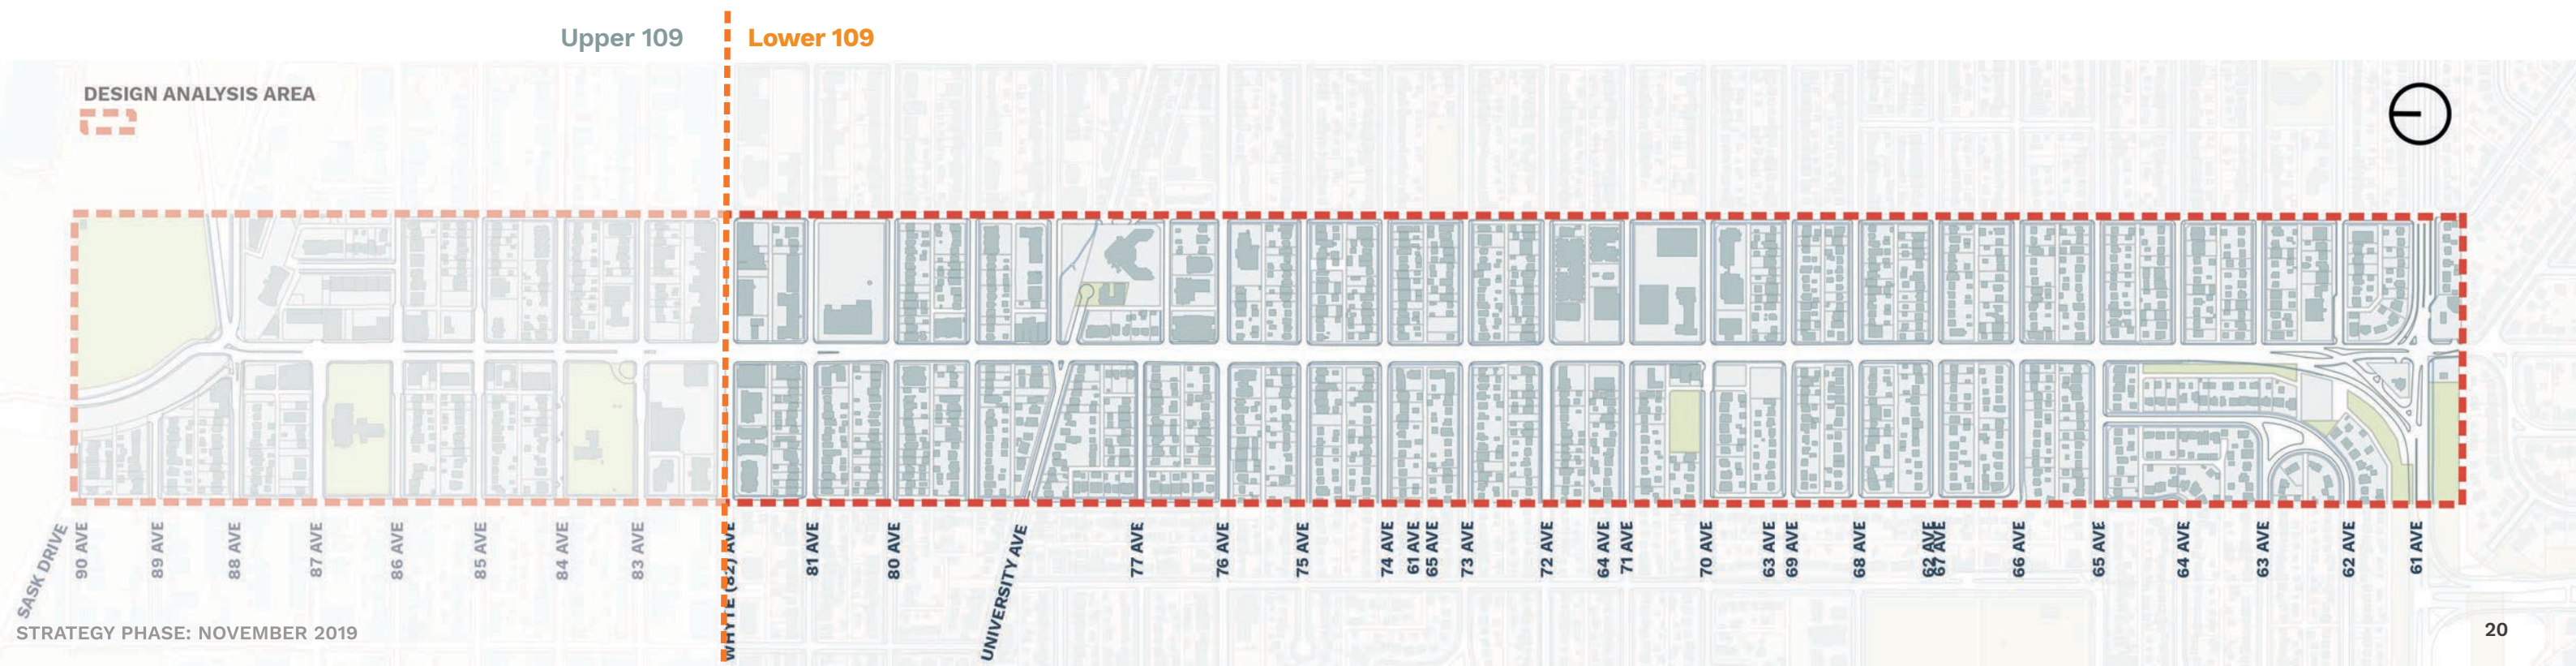 Upper 109
Lower 109
DESIGN ANALYSIS AREA
SASK DRIVE
90 AVE
89 AVE
88 AVE
87 AVE
86 AVE
85 AVE
84 AVE
83 AVE
WHYTE (82) AVE
81 AVE
80 AVE
UNIVERSITY AVE
77 AVE
76 AVE
75 AVE
74 AVE
61 AVE
65 AVE
73 AVE
72 AVE
64 AVE
71 AVE
70 AVE
63 AVE
69 AVE
68 AVE
62 AVE
67 AVE
66 AVE
65 AVE
64 AVE
63 AVE
62 AVE
61 AVE
STRATEGY PHASE: NOVEMBER 2019
20